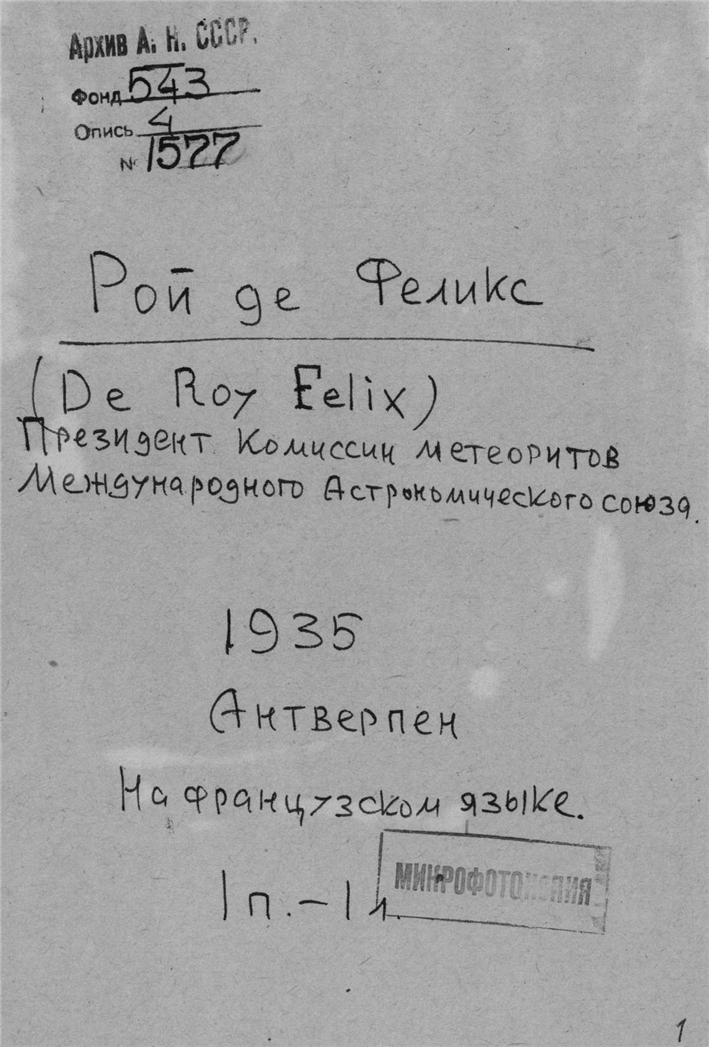 Архив А. Н. СССР.
Фонд 543
Опись 4
№ 1577
Рой де Феликс
(De Roy Felix)
Президент Комиссии метеоритов
Международного Астрономического союза.
1935
Антверпен
На французском языке.
1 п. – 1 л.
МИКРОФОТОКОПИЯ
1